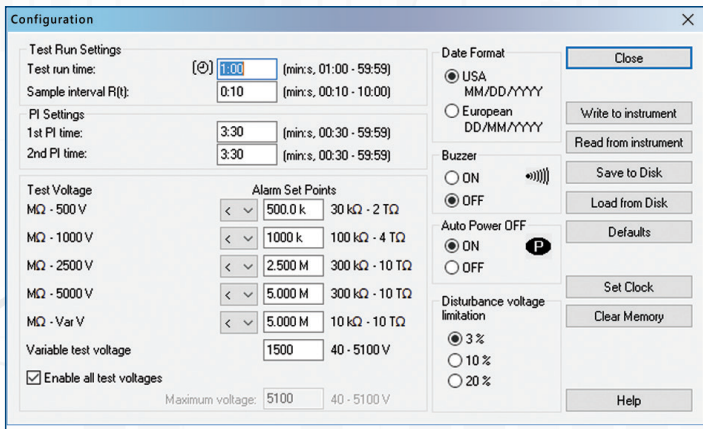 Configuration
Test Run Settings
Test run time: 1:00 (min:s, 01:00 - 59:59)
Sample interval R(t): 0:10 (min:s, 00:10 - 10:00)
PI Settings
1st PI time: 3:30 (min:s, 00:30 - 59:59)
2nd PI time: 3:30 (min:s, 00:30 - 59:59)
Test Voltage Alarm Set Points
MΩ - 500 V < 500.0 k 30 kΩ - 2 TΩ
MΩ - 1000 V < 1000 k 100 kΩ - 4 TΩ
MΩ - 2500 V < 2.500 M 300 kΩ - 10 TΩ
MΩ - 5000 V < 5.000 M 300 kΩ - 10 TΩ
MΩ - Var V < 5.000 M 10 kΩ - 10 TΩ
Variable test voltage 1500 40 - 5100 V
Enable all test voltages
Maximum voltage: 5100 40 - 5100 V
Date Format
USA
MM/DD/YYYY
European
DD/MM/YYYY
Buzzer
ON
OFF
Auto Power OFF
ON P
OFF
Disturbance voltage
limitation
3 %
10 %
20 %
Close
Write to instrument
Read from instrument
Save to Disk
Load from Disk
Defaults
Set Clock
Clear Memory
Help